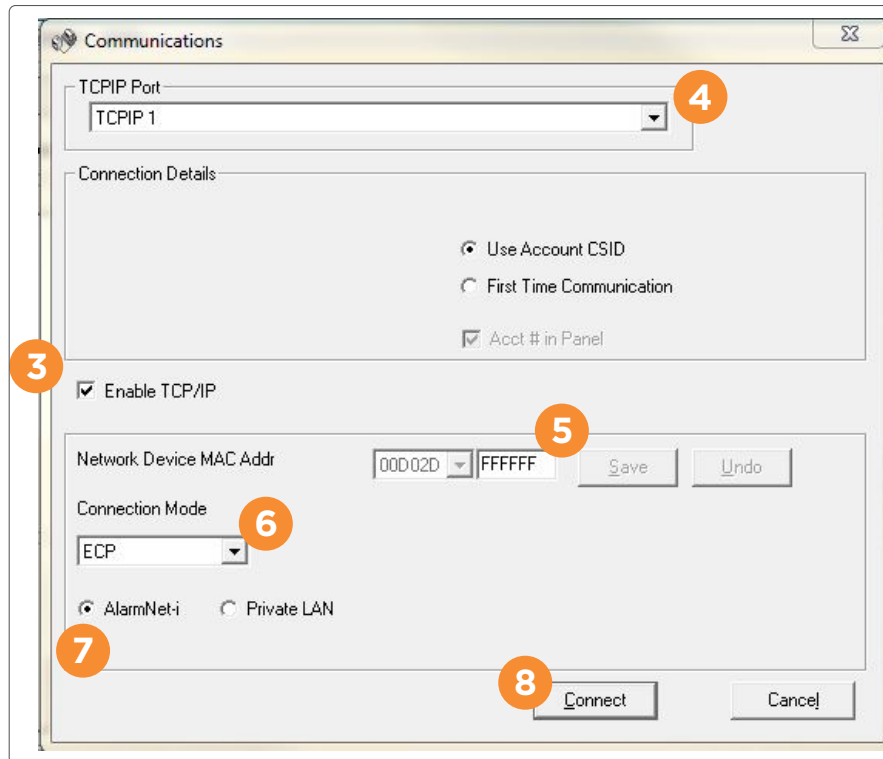 Communications
TCPIP Port
4
TCPIP 1
Connection Details
Use Account CSID
First Time Communication
Acct # in Panel
3
Enable TCP/IP
5
Network Device MAC Addr 00D02D FFFFFF Save Undo
Connection Mode
6
ECP
AlarmNet-i Private LAN
7
8
Connect Cancel